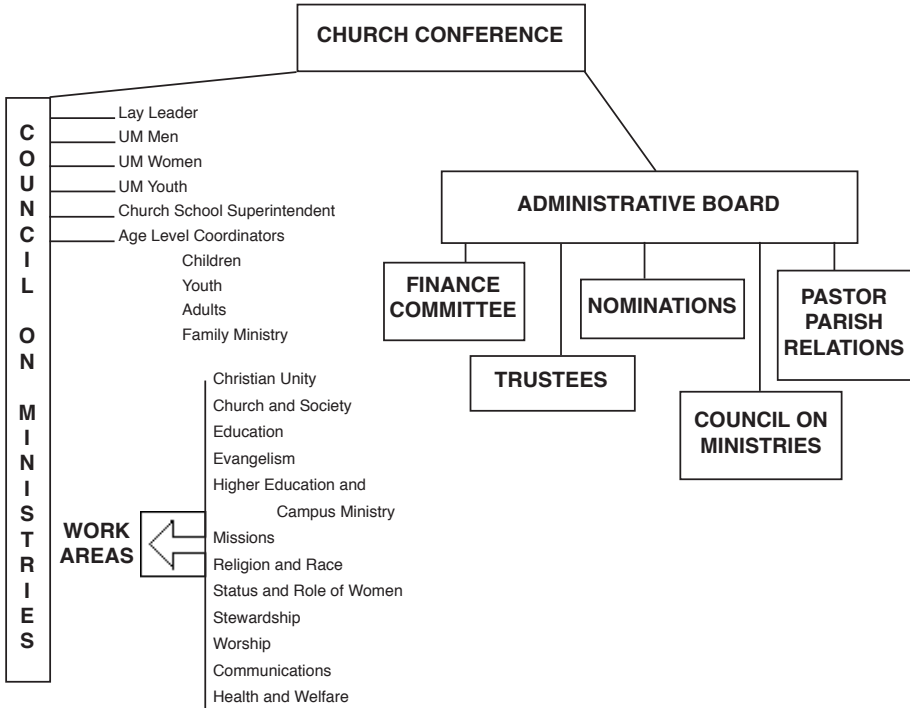 CHURCH CONFERENCE
COUNCIL ON MINISTRIES
Lay Leader
UM Men
UM Women
UM Youth
Church School Superintendent
Age Level Coordinators
Children
Youth
Adults
Family Ministry
WORK
AREAS
Christian Unity
Church and Society
Education
Evangelism
Higher Education and
Campus Ministry
Missions
Religion and Race
Status and Role of Women
Stewardship
Worship
Communications
Health and Welfare
ADMINISTRATIVE BOARD
FINANCE
COMMITTEE
TRUSTEES
NOMINATIONS
COUNCIL ON
MINISTRIES
PASTOR
PARISH
RELATIONS